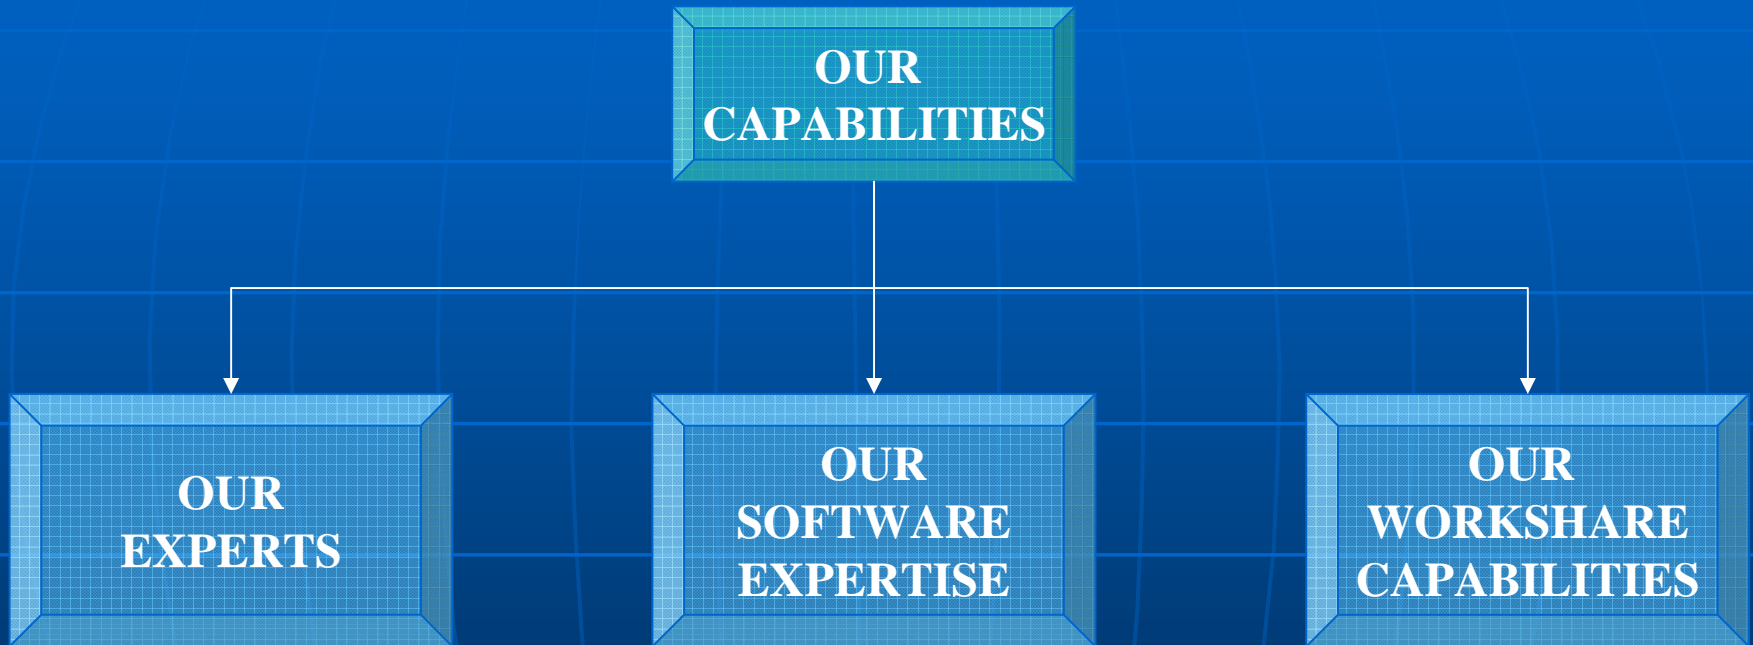 OUR
CAPABILITIES
OUR
EXPERTS
OUR
SOFTWARE
EXPERTISE
OUR
WORKSHARE
CAPABILITIES